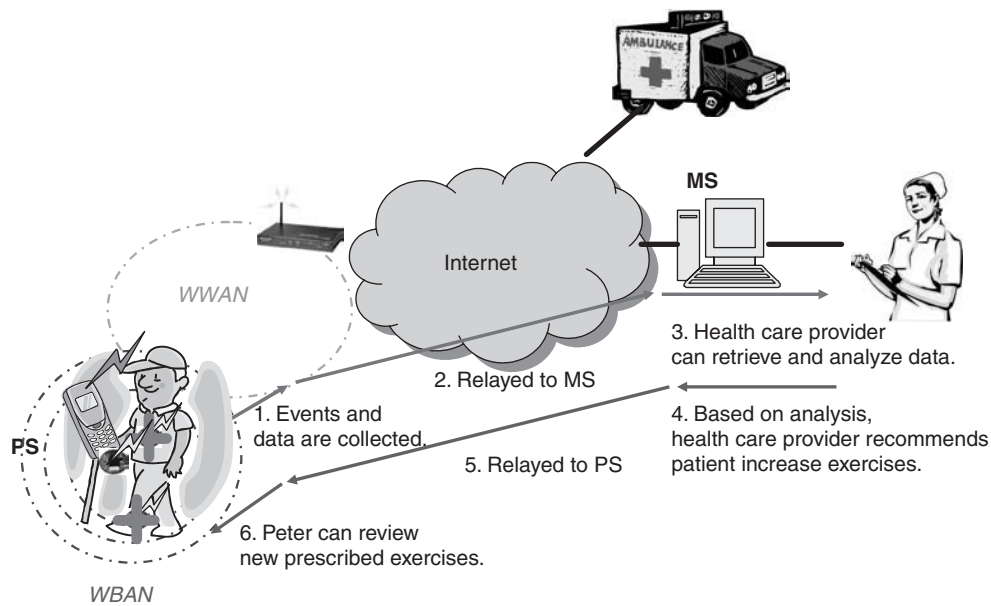 AMBULANCE
MS
Internet
WWAN
3. Health care provider
can retrieve and analyze data.
2. Relayed to MS
1. Events and
data are collected.
4. Based on analysis,
health care provider recommends
patient increase exercises.
PS
5. Relayed to PS
6. Peter can review
new prescribed exercises.
WBAN